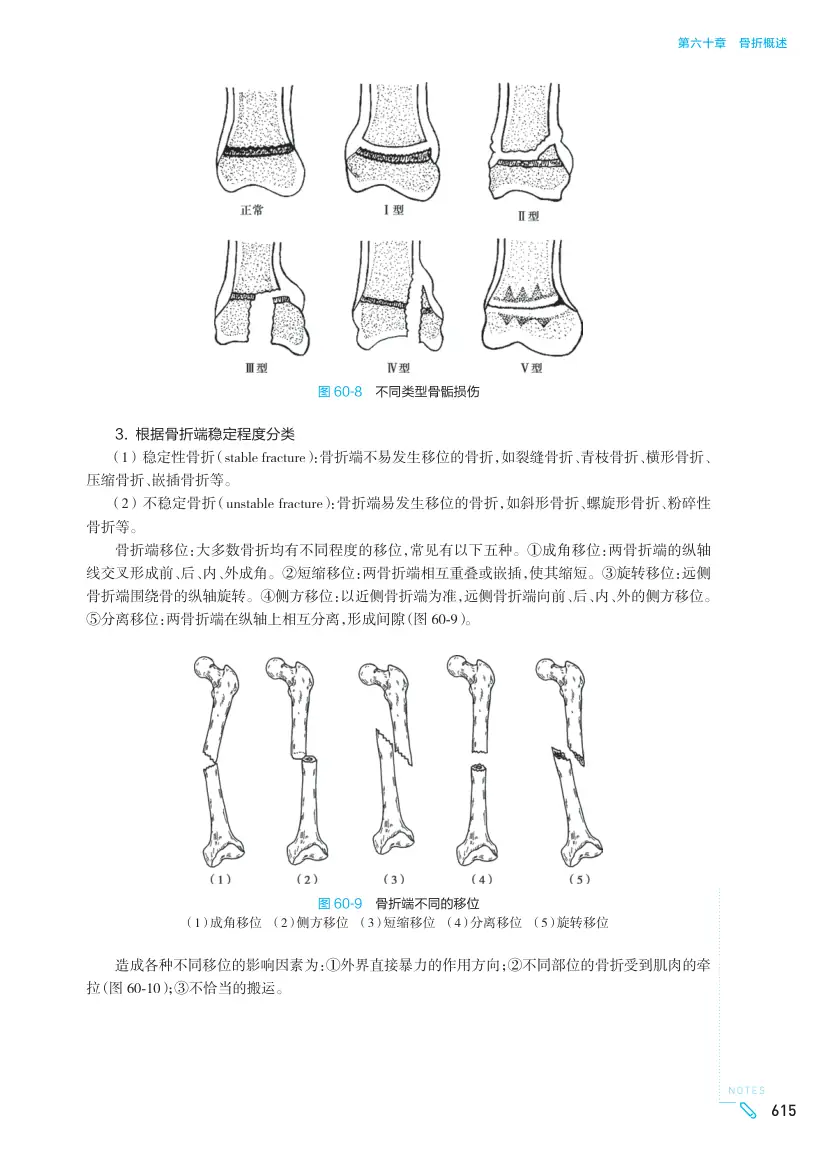 第六十章 骨折概述
正常
Ⅰ型
Ⅱ型
Ⅲ型
Ⅳ型
Ⅴ型
图 60-8 不同类型骨骺损伤
3. 根据骨折端稳定程度分类
（1）稳定性骨折（stable fracture）：骨折端不易发生移位的骨折，如裂缝骨折、青枝骨折、横形骨折、
压缩骨折、嵌插骨折等。
（2）不稳定骨折（unstable fracture）：骨折端易发生移位的骨折，如斜形骨折、螺旋形骨折、粉碎性
骨折等。
骨折端移位：大多数骨折均有不同程度的移位，常见有以下五种。①成角移位：两骨折端的纵轴
线交叉形成前、后、内、外成角。②短缩移位：两骨折端相互重叠或嵌插，使其缩短。③旋转移位：远侧
骨折端围绕骨的纵轴旋转。④侧方移位：以近侧骨折端为准，远侧骨折端向前、后、内、外的侧方移位。
⑤分离移位：两骨折端在纵轴上相互分离，形成间隙（图 60-9）。
（1）
（2）
（3）
（4）
（5）
图 60-9 骨折端不同的移位
（1）成角移位 （2）侧方移位 （3）短缩移位 （4）分离移位 （5）旋转移位
造成各种不同移位的影响因素为：①外界直接暴力的作用方向；②不同部位的骨折受到肌肉的牵
拉（图 60-10）；③不恰当的搬运。
NOTES
615